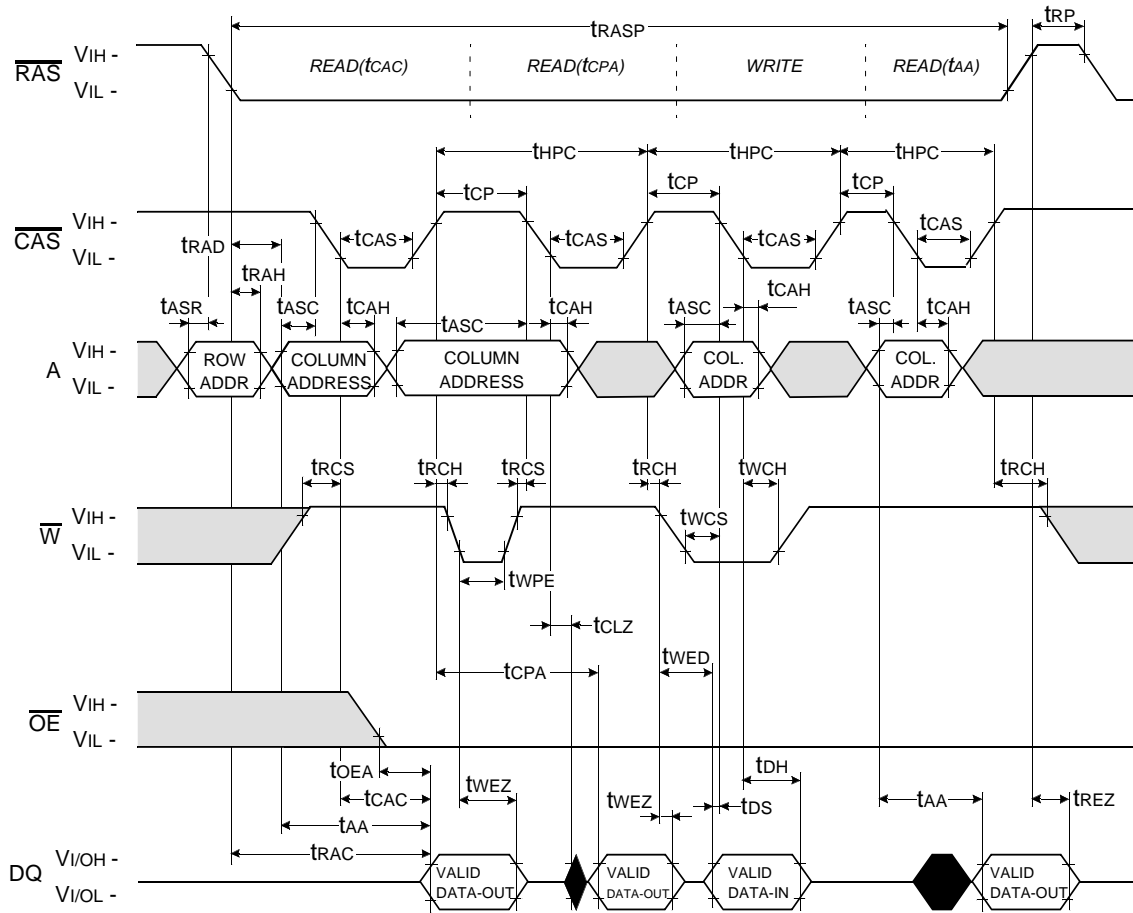 tRASP tRP
VIH -
RAS READ(tCAC) READ(tCPA) WRITE READ(tAA)
VIL -
tHPC tHPC tHPC
tCP tCP tCP
VIH -
CAS tCAS tCAS tCAS tCAS
VIL -
tRAD
tRAH
tASR tASC tCAH tASC tCAH tASC tCAH tASC tCAH
VIH -
A
VIL -
ROW ADDR
COLUMN ADDRESS
COLUMN ADDRESS
COL. ADDR
COL. ADDR
tRCS tRCH tRCS tRCH tWCH tRCH
VIH -
W tWCS
VIL -
tWPE
tCLZ
tCPA tWED
VIH -
OE
VIL -
tOEA tDH
tCAC tWEZ tWEZ tDS tAA tREZ
tAA
tRAC
VI/OH -
DQ
VI/OL -
VALID DATA-OUT
VALID DATA-OUT
VALID DATA-IN
VALID DATA-OUT